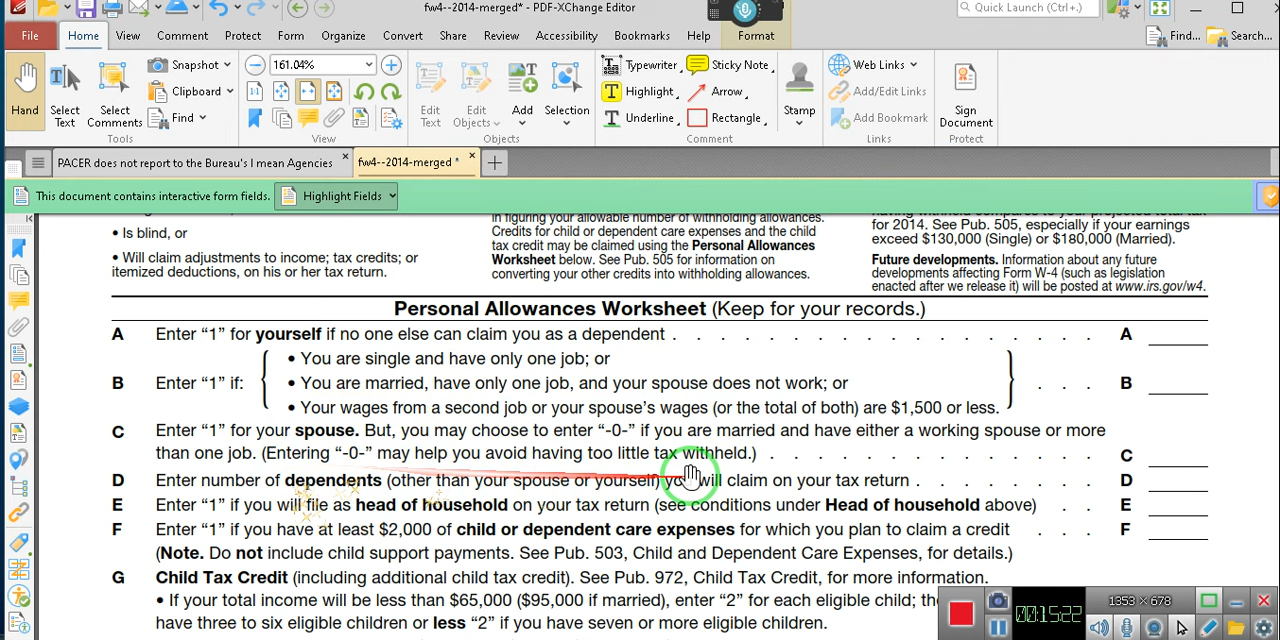 fw4--2014-merged* - PDF-XChange Editor
Quick Launch (Ctrl+.)
File Home View Comment Protect Form Organize Convert Share Review Accessibility Bookmarks Help Format Find... Search...
Hand
Select Text
Select Comments
Snapshot
Clipboard
Find
Tools
161.04%
View
Edit Text
Edit Objects
Add
Selection
Objects
Typewriter Sticky Note
Highlight Arrow
Underline Rectangle
Comment
Stamp
Web Links
Add/Edit Links
Add Bookmark
Links
Sign Document
Protect
PACER does not report to the Bureau's I mean Agencies
fw4--2014-merged *
This document contains interactive form fields. Highlight Fields
• Is blind, or
• Will claim adjustments to income; tax credits; or
itemized deductions, on his or her tax return.
in figuring your allowable number of withholding allowances.
Credits for child or dependent care expenses and the child
tax credit may be claimed using the Personal Allowances
Worksheet below. See Pub. 505 for information on
converting your other credits into withholding allowances.
having withheld compares to your projected total tax
for 2014. See Pub. 505, especially if your earnings
exceed $130,000 (Single) or $180,000 (Married).
Future developments. Information about any future
developments affecting Form W-4 (such as legislation
enacted after we release it) will be posted at www.irs.gov/w4.
Personal Allowances Worksheet (Keep for your records.)
A Enter “1” for yourself if no one else can claim you as a dependent . . . . . . . . . . . . . . . . . A
• You are single and have only one job; or
B Enter “1” if: { • You are married, have only one job, and your spouse does not work; or } . . . B
• Your wages from a second job or your spouse’s wages (or the total of both) are $1,500 or less.
C Enter “1” for your spouse. But, you may choose to enter “-0-” if you are married and have either a working spouse or more
than one job. (Entering “-0-” may help you avoid having too little tax withheld.) . . . . . . . . . . . . . . C
D Enter number of dependents (other than your spouse or yourself) you will claim on your tax return . . . . . . . . D
E Enter “1” if you will file as head of household on your tax return (see conditions under Head of household above) . . E
F Enter “1” if you have at least $2,000 of child or dependent care expenses for which you plan to claim a credit . . . F
(Note. Do not include child support payments. See Pub. 503, Child and Dependent Care Expenses, for details.)
G Child Tax Credit (including additional child tax credit). See Pub. 972, Child Tax Credit, for more information.
• If your total income will be less than $65,000 ($95,000 if married), enter “2” for each eligible child;
have three to six eligible children or less “2” if you have seven or more eligible children.
00:15:22
1353 × 678